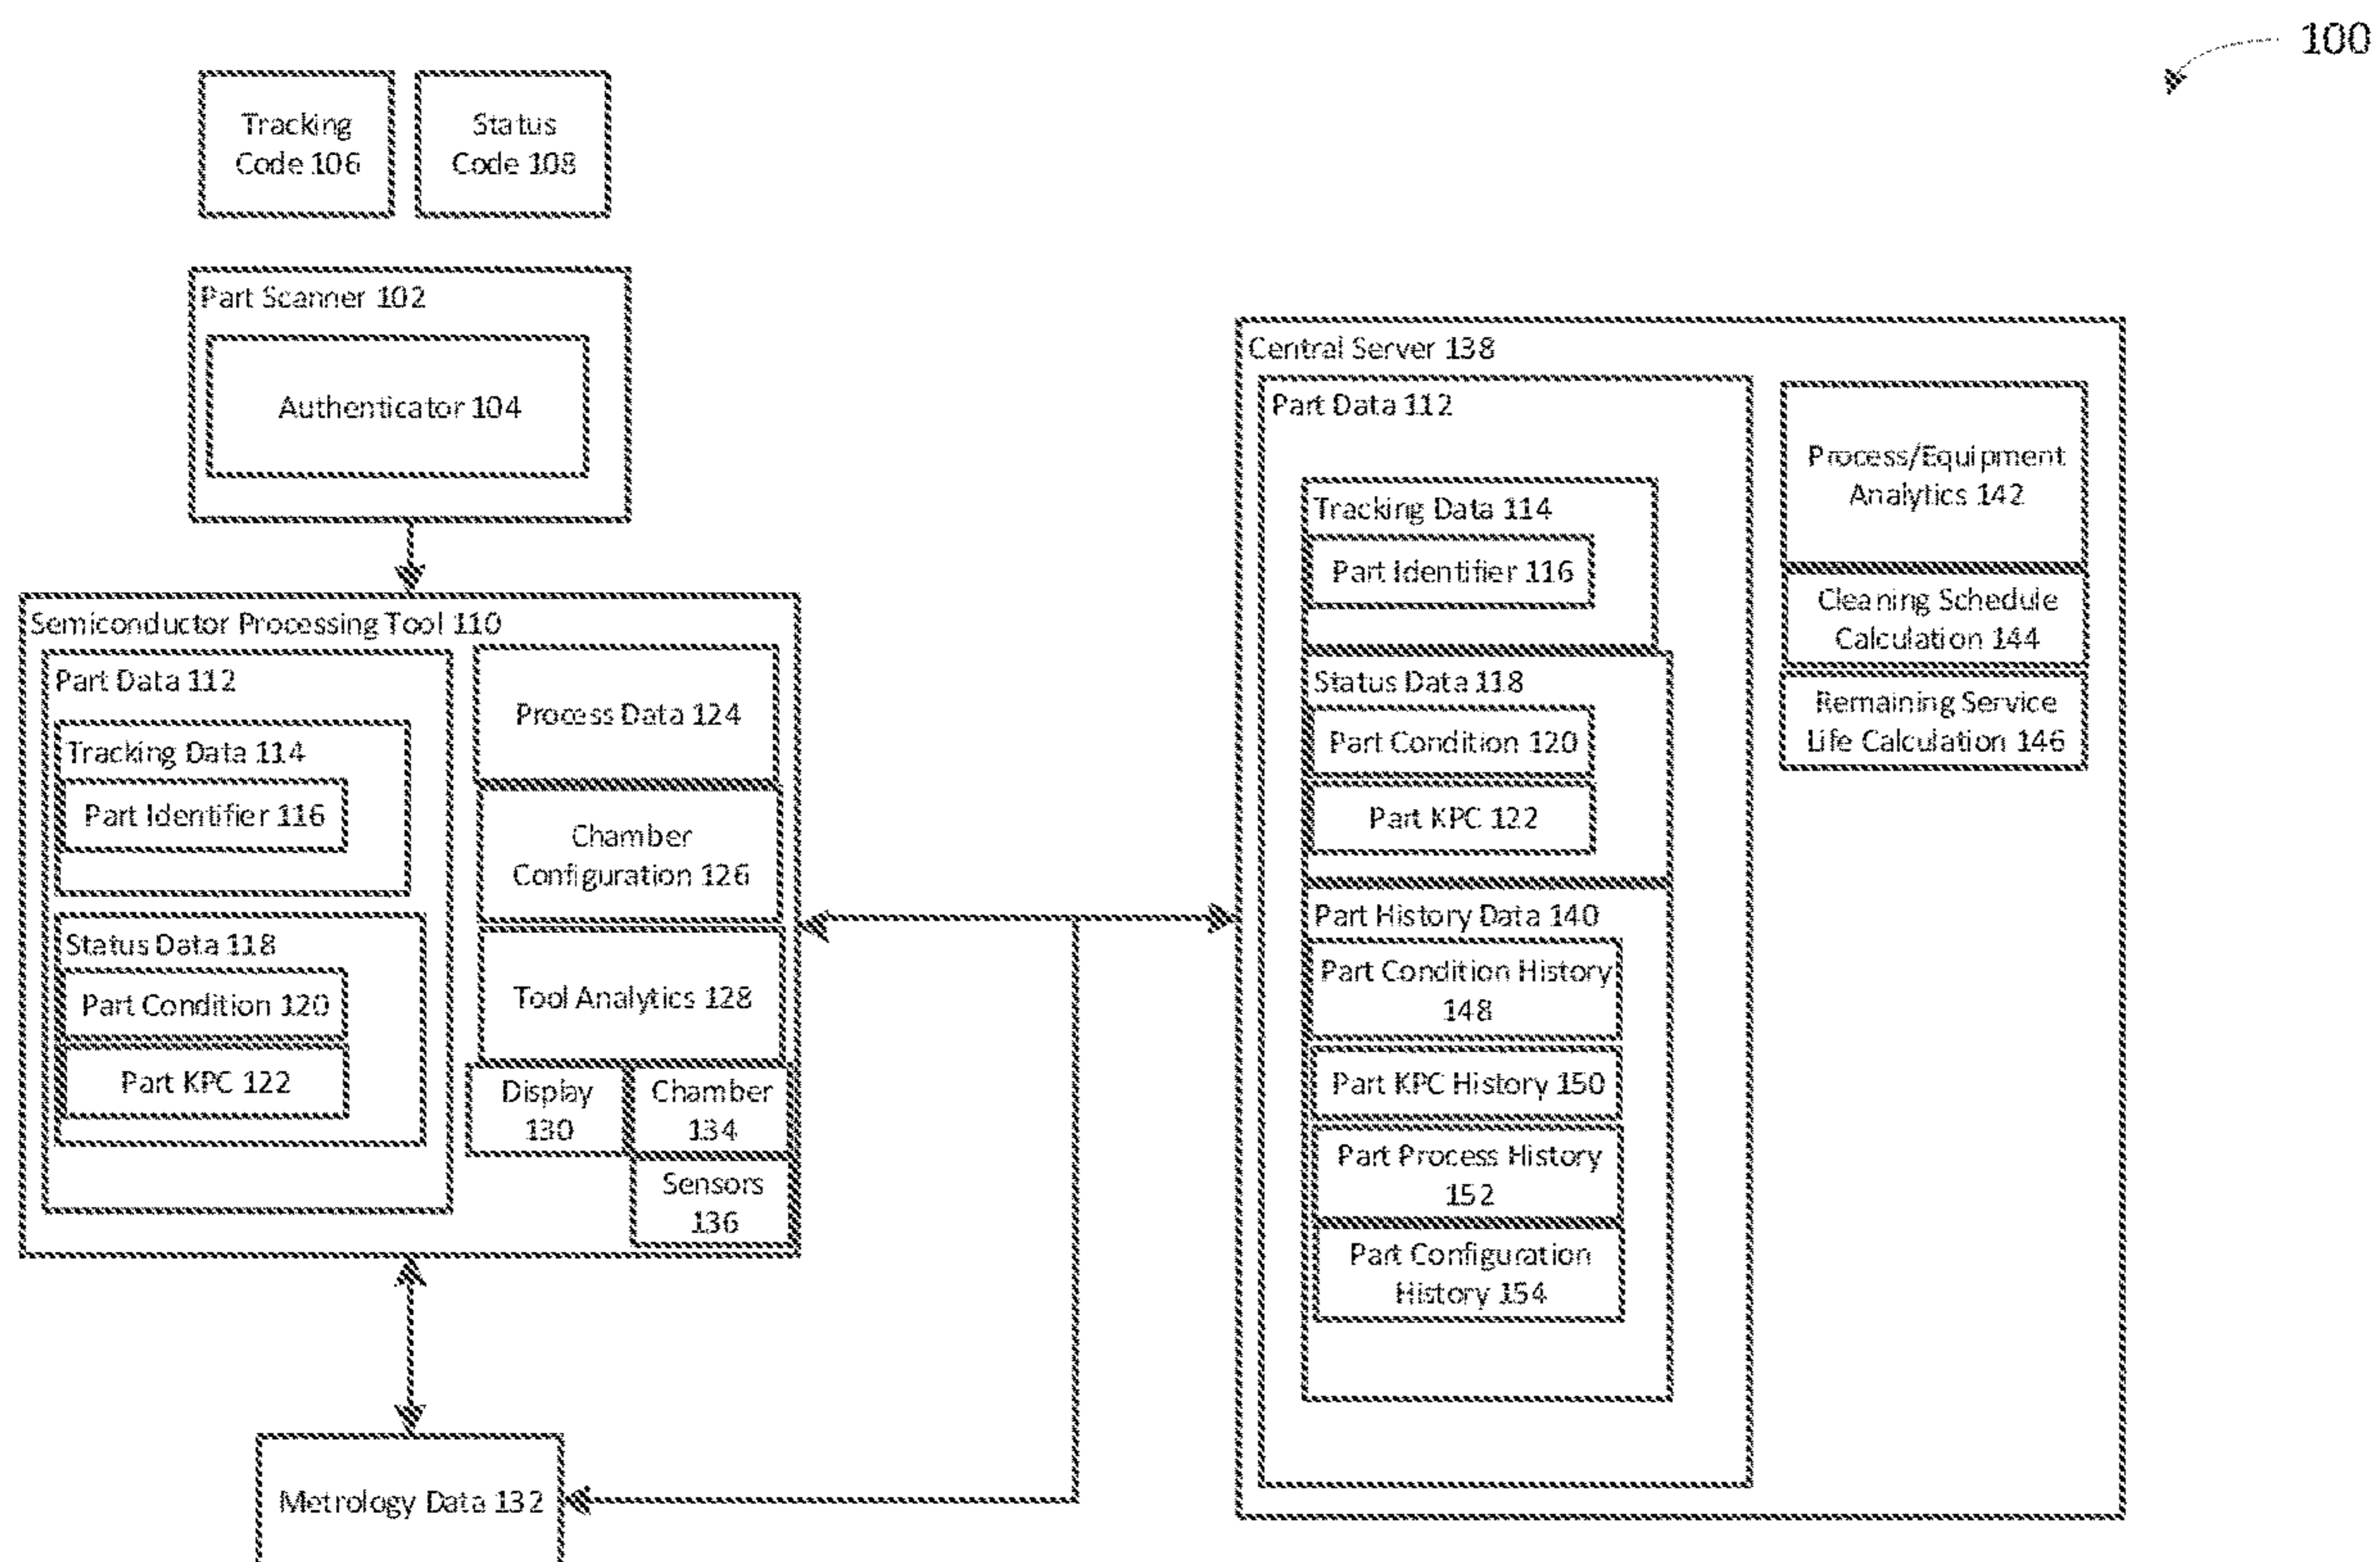 100
Tracking
Code 106
Status
Code 108
Part Scanner 102
Authenticator 104
Semiconductor Processing Tool 110
Part Data 112
Tracking Data 114
Part Identifier 116
Status Data 118
Part Condition 120
Part KPC 122
Process Data 124
Chamber
Configuration 126
Tool Analytics 128
Display
130
Chamber
134
Sensors
136
Metrology Data 132
Central Server 138
Part Data 112
Tracking Data 114
Part Identifier 116
Status Data 118
Part Condition 120
Part KPC 122
Part History Data 140
Part Condition History
148
Part KPC History 150
Part Process History
152
Part Configuration
History 154
Process/Equipment
Analytics 142
Cleaning Schedule
Calculation 144
Remaining Service
Life Calculation 146